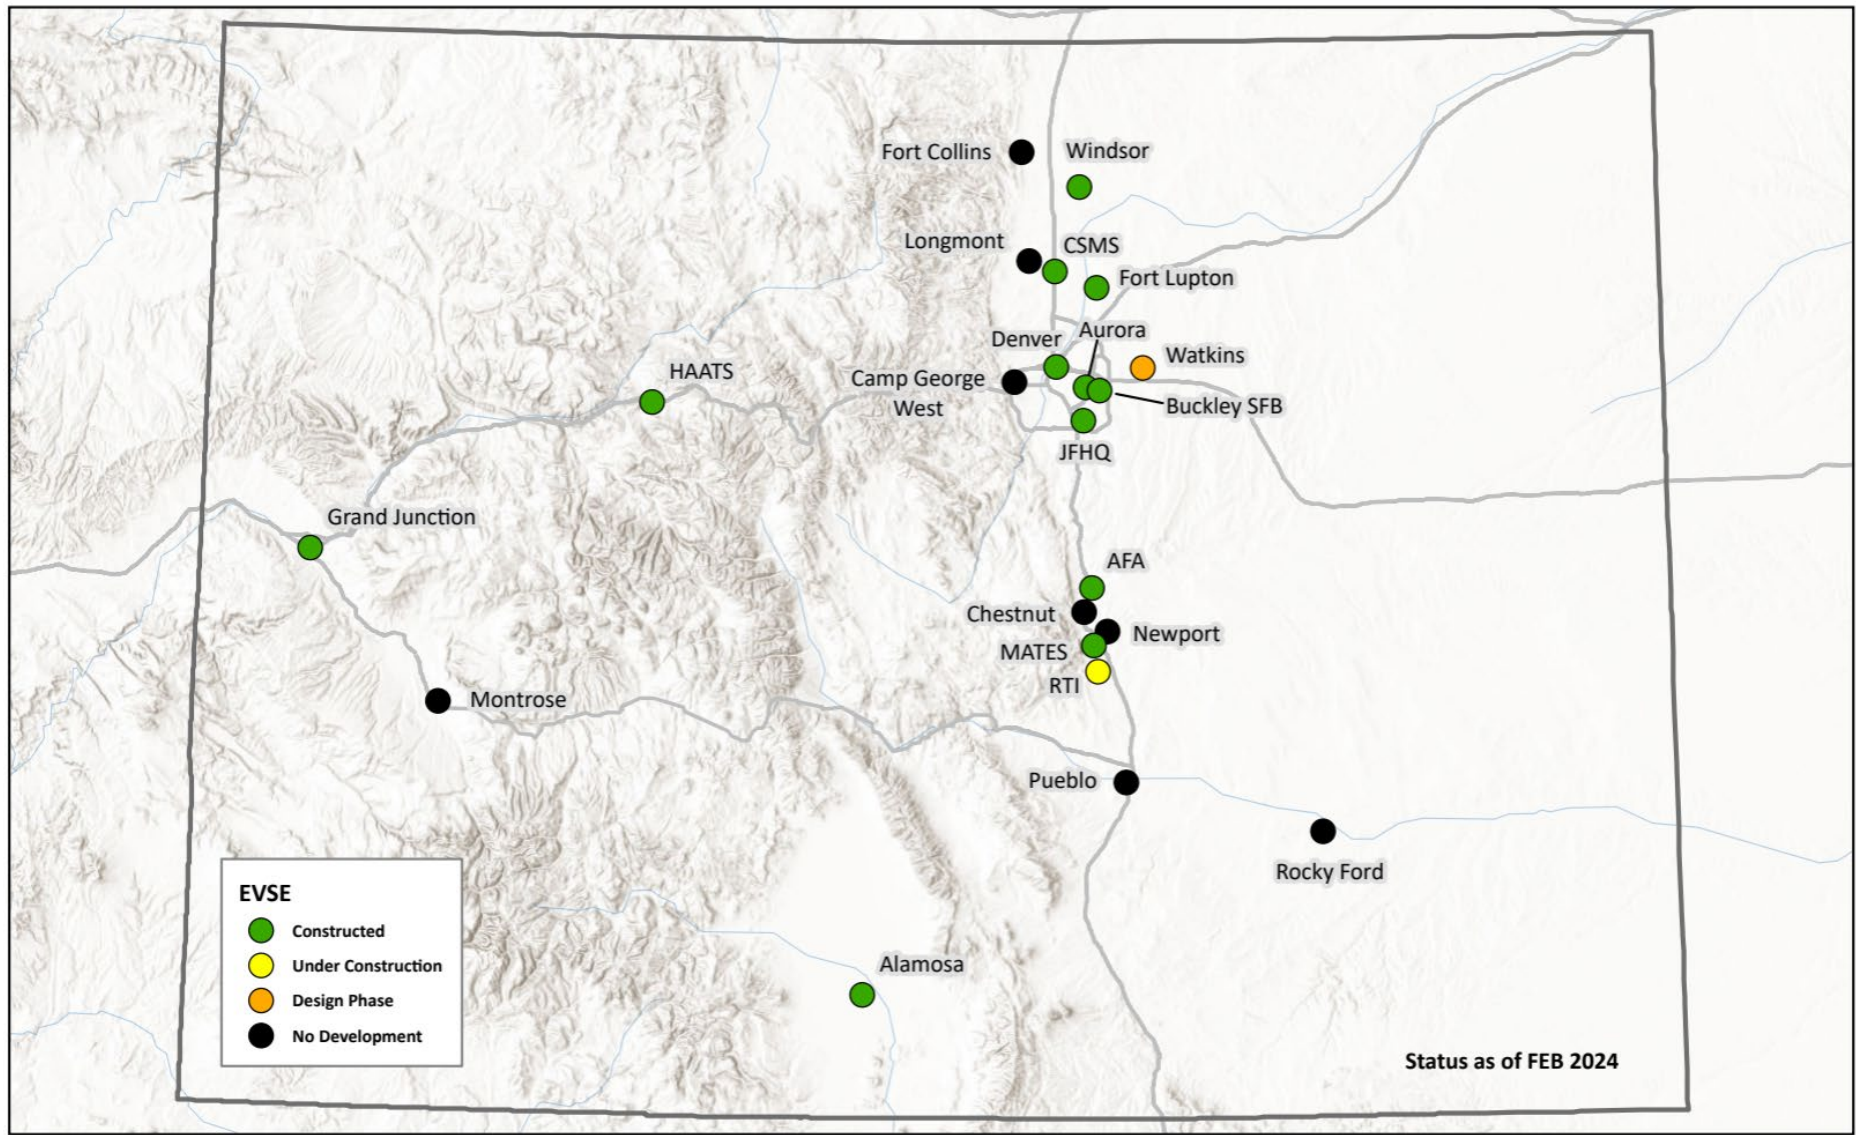 Fort Collins
Windsor
Longmont
CSMS
Fort Lupton
Aurora
Denver
Watkins
HAATS
Camp George
West
Buckley SFB
JFHQ
Grand Junction
AFA
Chestnut
Newport
MATES
RTI
Montrose
Pueblo
Rocky Ford
Alamosa
EVSE
Constructed
Under Construction
Design Phase
No Development
Status as of FEB 2024